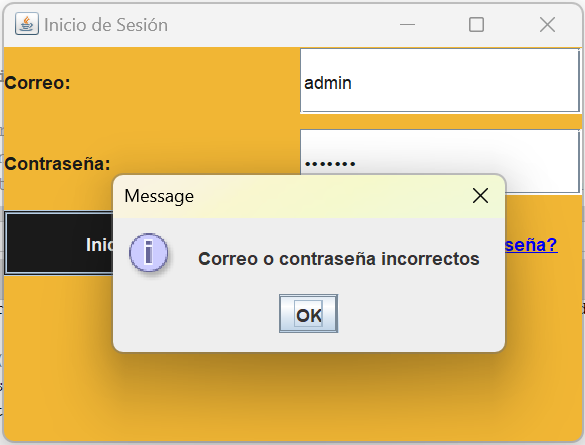 Inicio de Sesión
Correo:
admin
Contraseña:
•••••••
Message
Correo o contraseña incorrectos
OK
Inic
seña?